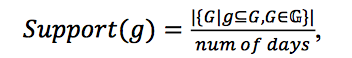 Support(g) = |{G|g⊆G,G∈𝔾}| / num of days,